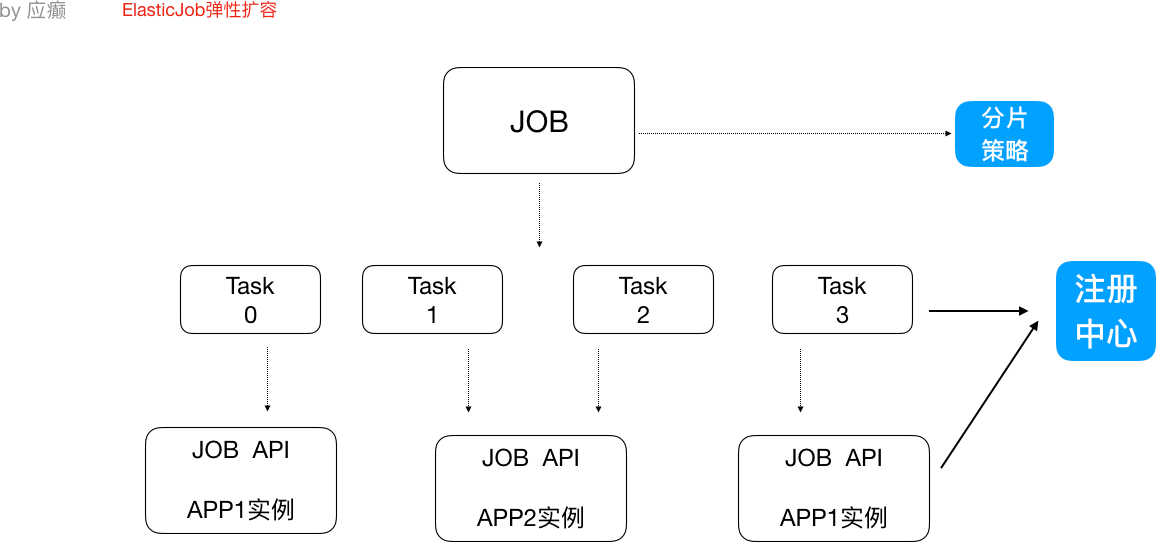 by 应癫
ElasticJob弹性扩容
JOB
分片
策略
Task
0
Task
1
Task
2
Task
3
注册
中心
JOB API
APP1实例
JOB API
APP2实例
JOB API
APP1实例